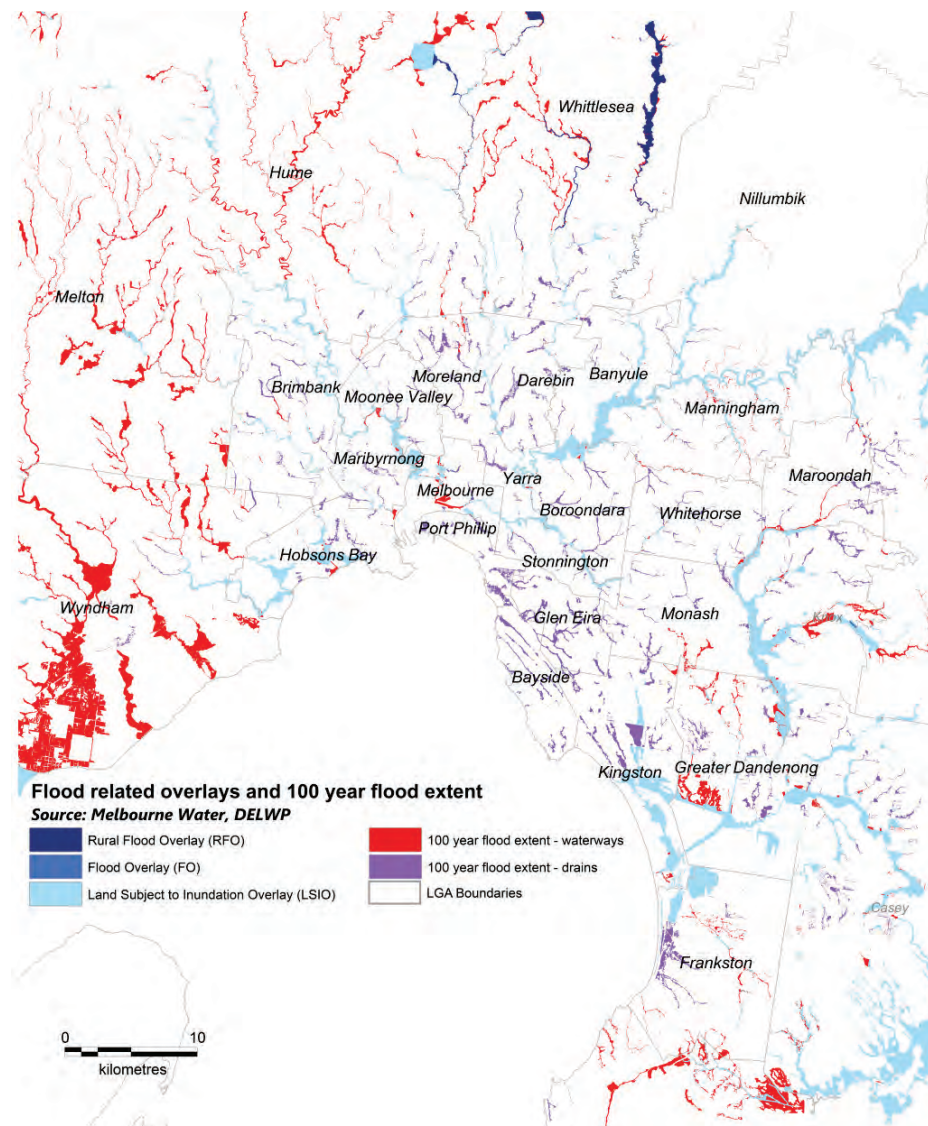 Whittlesea
Hume
Nillumbik
Melton
Brimbank
Moreland
Moonee Valley
Darebin
Banyule
Manningham
Maribyrnong
Melbourne
Yarra
Maroondah
Boroondara
Whitehorse
Port Phillip
Hobsons Bay
Stonnington
Wyndham
Glen Eira
Monash
Knox
Bayside
Kingston
Greater Dandenong
Casey
Frankston
Flood related overlays and 100 year flood extent
Source: Melbourne Water, DELWP
Rural Flood Overlay (RFO)
Flood Overlay (FO)
Land Subject to Inundation Overlay (LSIO)
100 year flood extent - waterways
100 year flood extent - drains
LGA Boundaries
0 10
kilometres